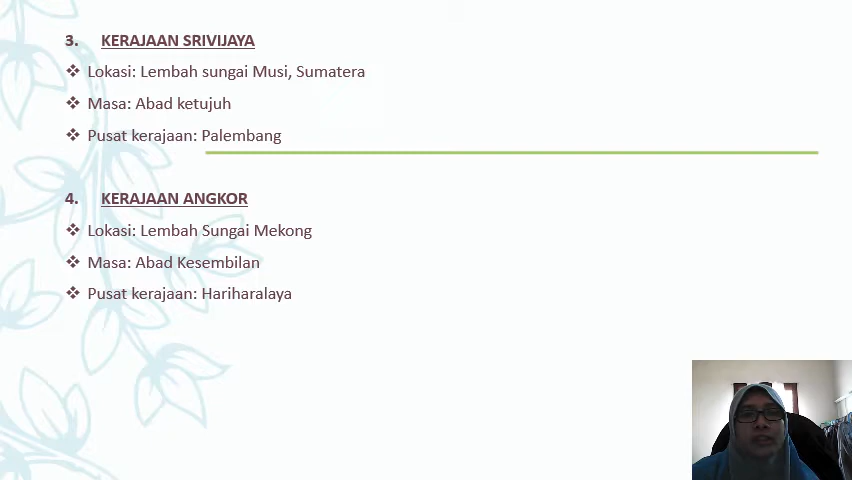 3. KERAJAAN SRIVIJAYA
❖ Lokasi: Lembah sungai Musi, Sumatera
❖ Masa: Abad ketujuh
❖ Pusat kerajaan: Palembang
4. KERAJAAN ANGKOR
❖ Lokasi: Lembah Sungai Mekong
❖ Masa: Abad Kesembilan
❖ Pusat kerajaan: Hariharalaya